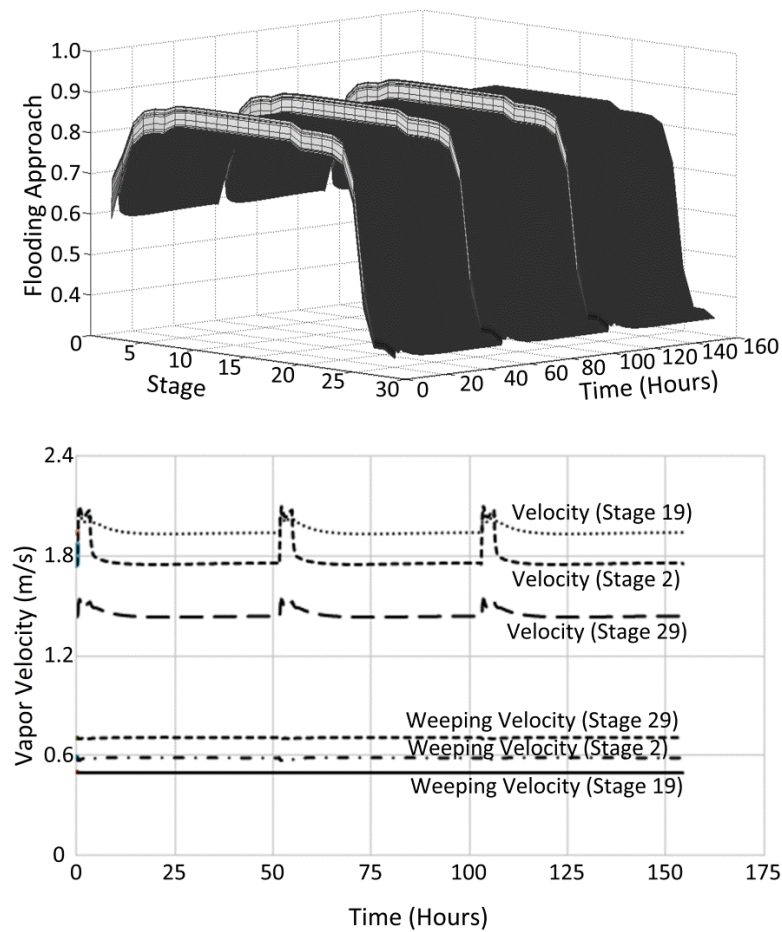 1.0
0.9
0.8
0.7
0.6
0.5
0.4
Flooding Approach
0
5
10
15
20
25
30
Stage
0
20
40
60
80
100
120
140
160
Time (Hours)
2.4
1.8
1.2
0.6
0
Vapor Velocity (m/s)
Velocity (Stage 19)
Velocity (Stage 2)
Velocity (Stage 29)
Weeping Velocity (Stage 29)
Weeping Velocity (Stage 2)
Weeping Velocity (Stage 19)
0 25 50 75 100 125 150 175
Time (Hours)